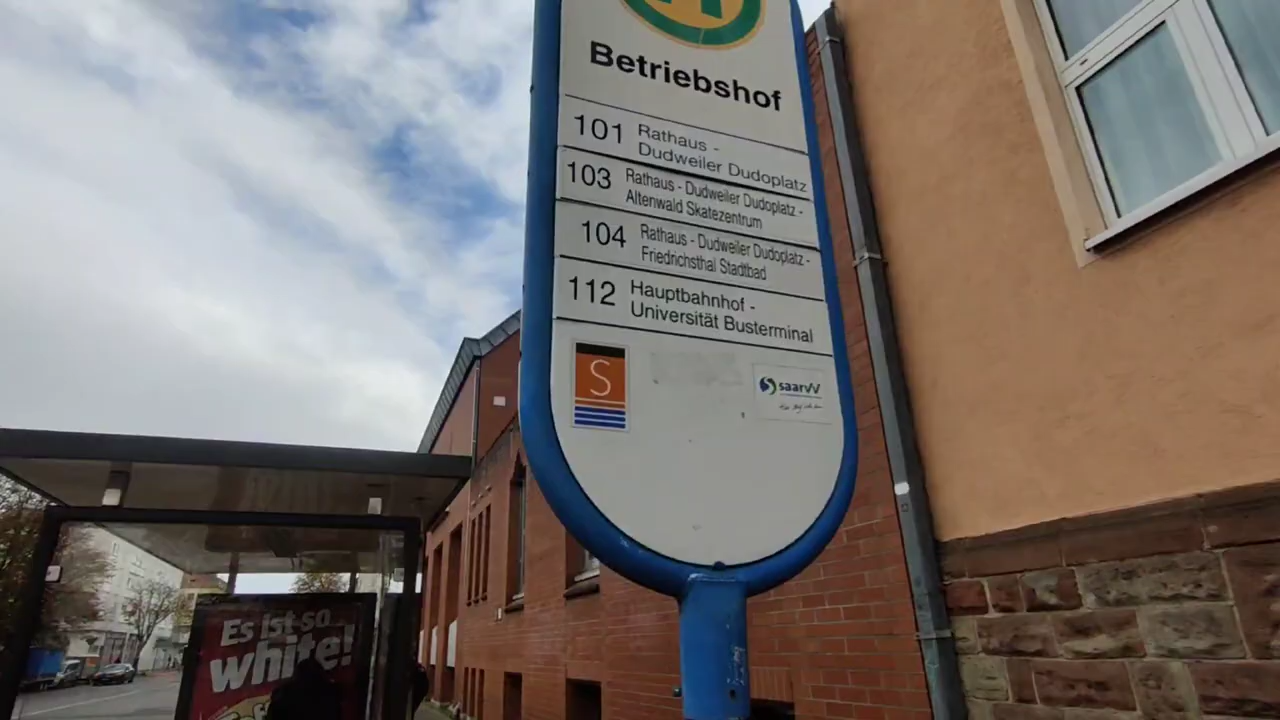 Betriebshof
101 Rathaus -
Dudweiler Dudoplatz
103 Rathaus - Dudweiler Dudoplatz -
Altenwald Skatezentrum
104 Rathaus - Dudweiler Dudoplatz -
Friedrichsthal Stadtbad
112 Hauptbahnhof -
Universität Busterminal
S
saarVV
Es ist so
white!